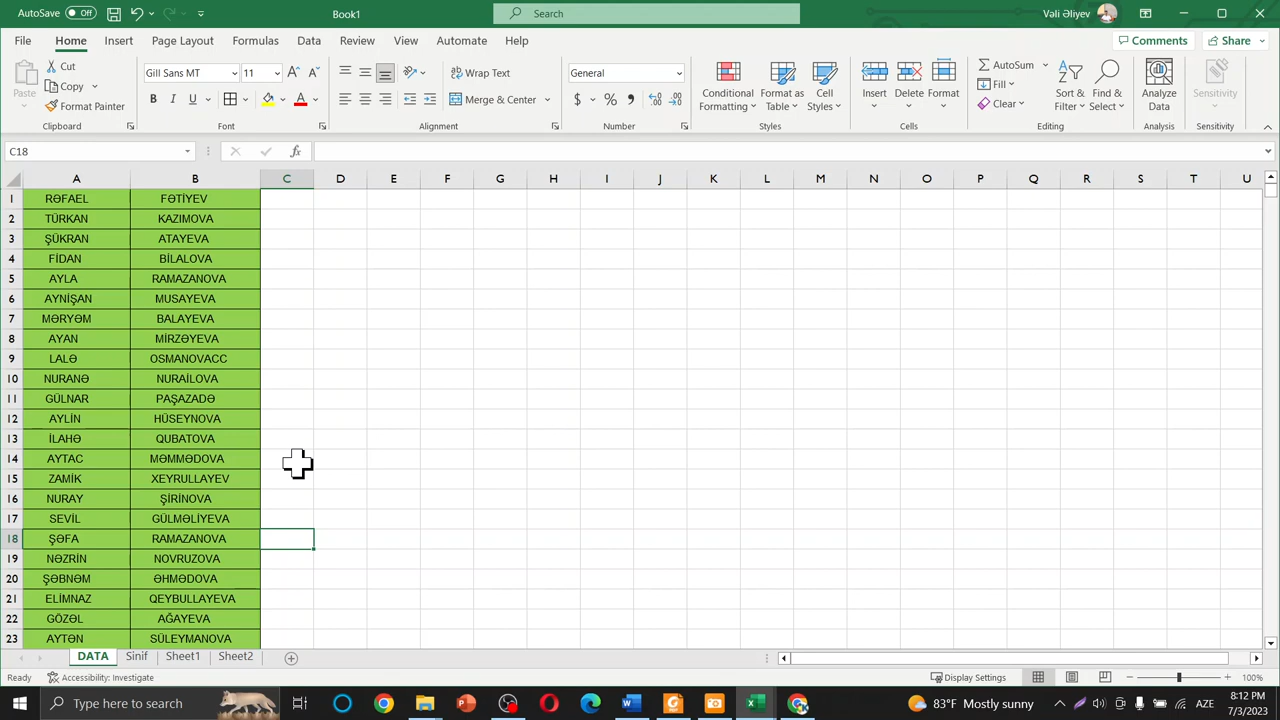 AutoSave Off Book1 Search Vəli Əliyev
File Home Insert Page Layout Formulas Data Review View Automate Help Comments Share
Paste Cut Copy Format Painter Clipboard
Gill Sans MT 11 B I U A Font
Wrap Text Merge & Center Alignment
General $ % Number
Conditional Formatting Format as Table Cell Styles Styles
Insert Delete Format Cells
AutoSum Fill Clear Sort & Filter Find & Select Editing
Analyze Data Analysis
Sensitivity Sensitivity
C18 fx
A B C D E F G H I J K L M N O P Q R S T U
1 RƏFAEL FƏTİYEV
2 TÜRKAN KAZIMOVA
3 ŞÜKRAN ATAYEVA
4 FİDAN BİLALOVA
5 AYLA RAMAZANOVA
6 AYNİŞAN MUSAYEVA
7 MƏRYƏM BALAYEVA
8 AYAN MİRZƏYEVA
9 LALƏ OSMANOVACC
10 NURANƏ NURAİLOVA
11 GÜLNAR PAŞAZADƏ
12 AYLİN HÜSEYNOVA
13 İLAHƏ QUBATOVA
14 AYTAC MƏMMƏDOVA
15 ZAMİK XEYRULLAYEV
16 NURAY ŞİRİNOVA
17 SEVİL GÜLMƏLİYEVA
18 ŞƏFA RAMAZANOVA
19 NƏZRİN NOVRUZOVA
20 ŞƏBNƏM ƏHMƏDOVA
21 ELİMNAZ QEYBULLAYEVA
22 GÖZƏL AĞAYEVA
23 AYTƏN SÜLEYMANOVA
DATA Sinif Sheet1 Sheet2
Ready Accessibility: Investigate Display Settings 100%
Type here to search 83°F Mostly sunny AZE 8:12 PM
7/3/2023